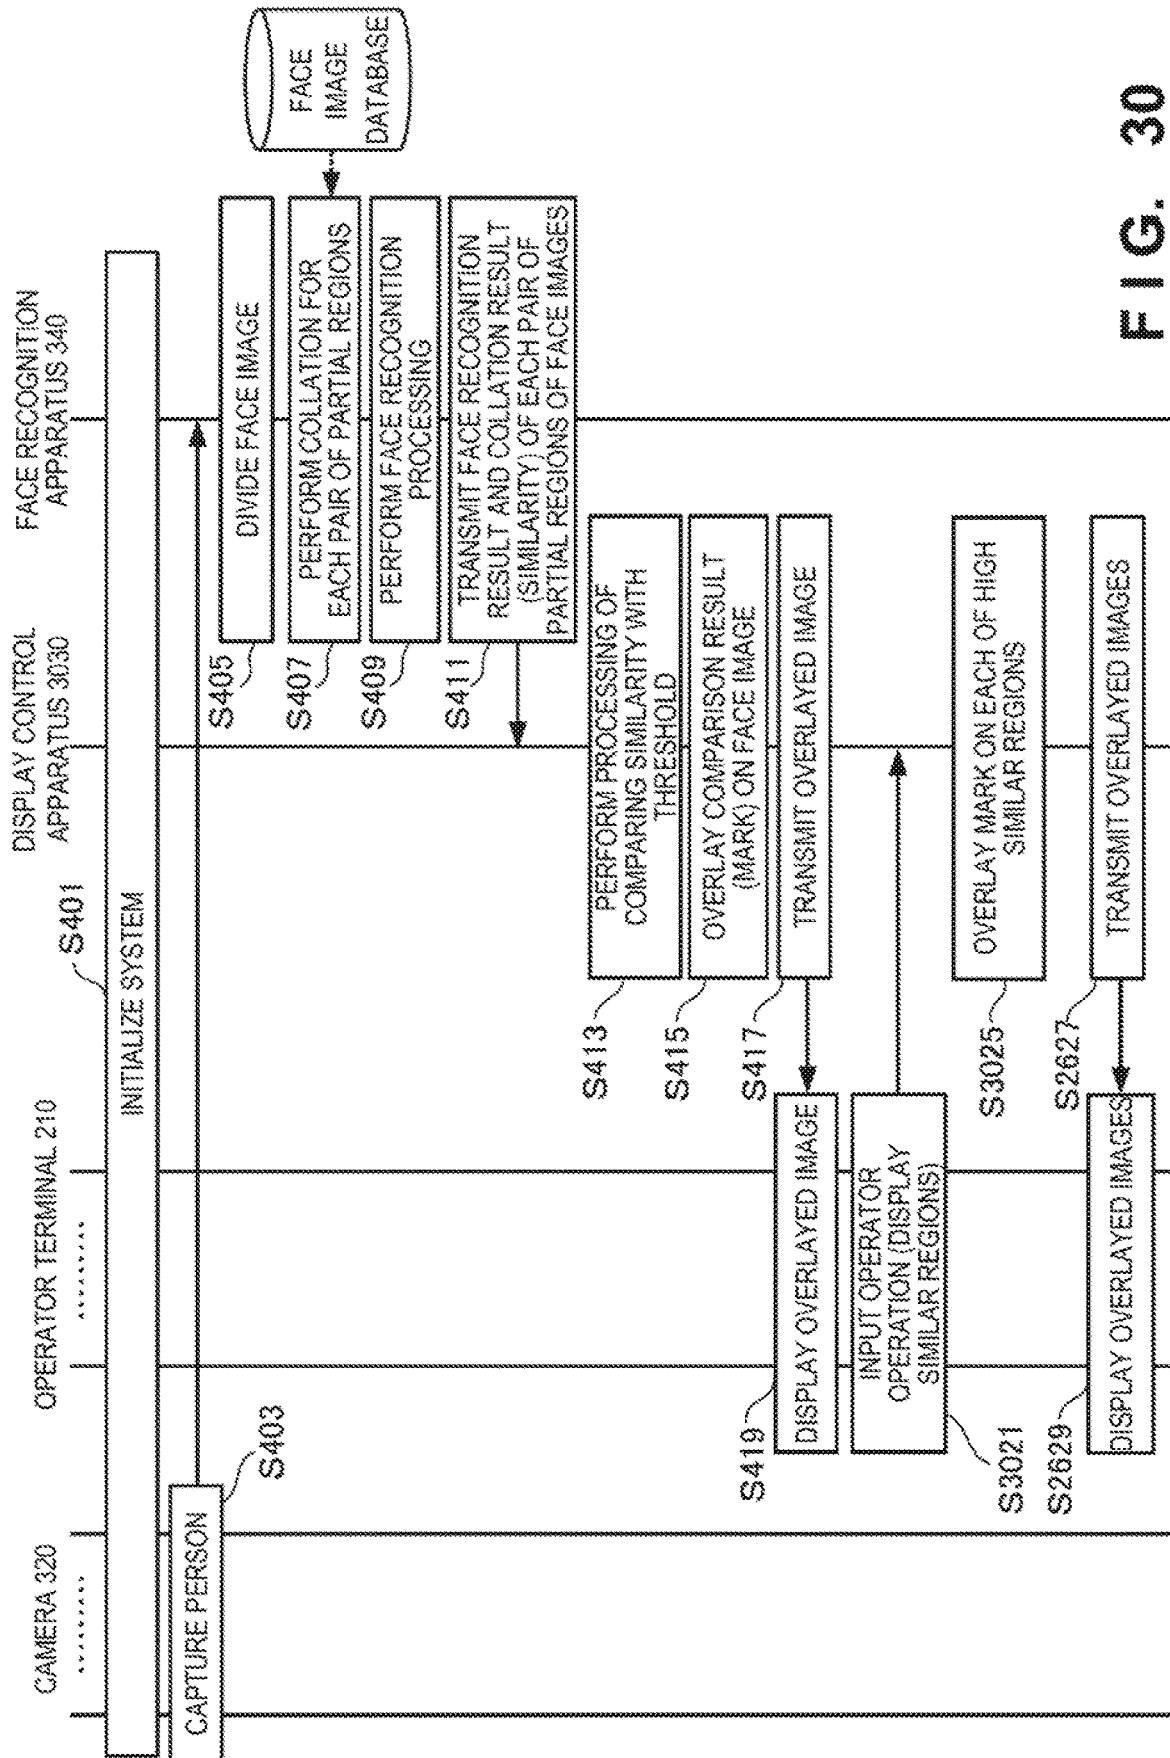 CAMERA 320
........
OPERATOR TERMINAL 210
........
DISPLAY CONTROL
APPARATUS 3030
FACE RECOGNITION
APPARATUS 340
S401
INITIALIZE SYSTEM
CAPTURE PERSON
S403
S405
DIVIDE FACE IMAGE
FACE
IMAGE
DATABASE
S407
PERFORM COLLATION FOR
EACH PAIR OF PARTIAL REGIONS
S409
PERFORM FACE RECOGNITION
PROCESSING
S411
TRANSMIT FACE RECOGNITION
RESULT AND COLLATION RESULT
(SIMILARITY) OF EACH PAIR OF
PARTIAL REGIONS OF FACE IMAGES
S413
PERFORM PROCESSING OF
COMPARING SIMILARITY WITH
THRESHOLD
S415
OVERLAY COMPARISON RESULT
(MARK) ON FACE IMAGE
S417
TRANSMIT OVERLAYED IMAGE
S419
DISPLAY OVERLAYED IMAGE
INPUT OPERATOR
OPERATION (DISPLAY
SIMILAR REGIONS)
S3021
S3025
OVERLAY MARK ON EACH OF HIGH
SIMILAR REGIONS
S2627
TRANSMIT OVERLAYED IMAGES
S2629
DISPLAY OVERLAYED IMAGES
FIG. 30